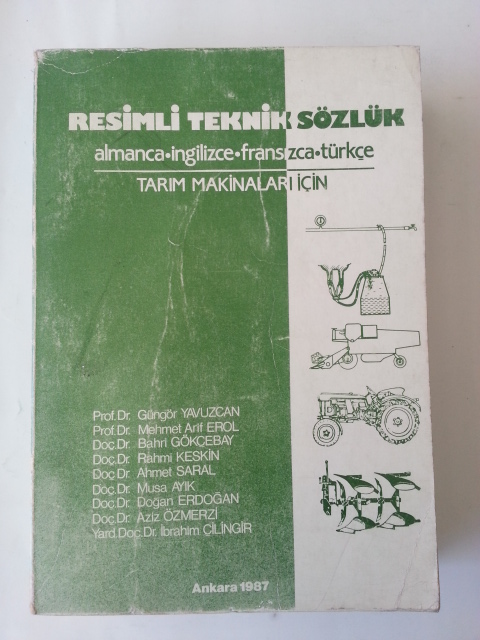 RESİMLİ TEKNİK SÖZLÜK
almanca•ingilizce•fransızca•türkçe
TARIM MAKİNALARI İÇİN
Prof.Dr. Güngör YAVUZCAN
Prof.Dr. Mehmet Arif EROL
Doç.Dr. Bahri GÖKÇEBAY
Doç.Dr. Rahmi KESKİN
Doç.Dr. Ahmet SARAL
Doç.Dr. Musa AYIK
Doç.Dr. Doğan ERDOĞAN
Doç.Dr. Aziz ÖZMERZİ
Yard.Doç.Dr. İbrahim ÇİLİNGİR
Ankara 1987